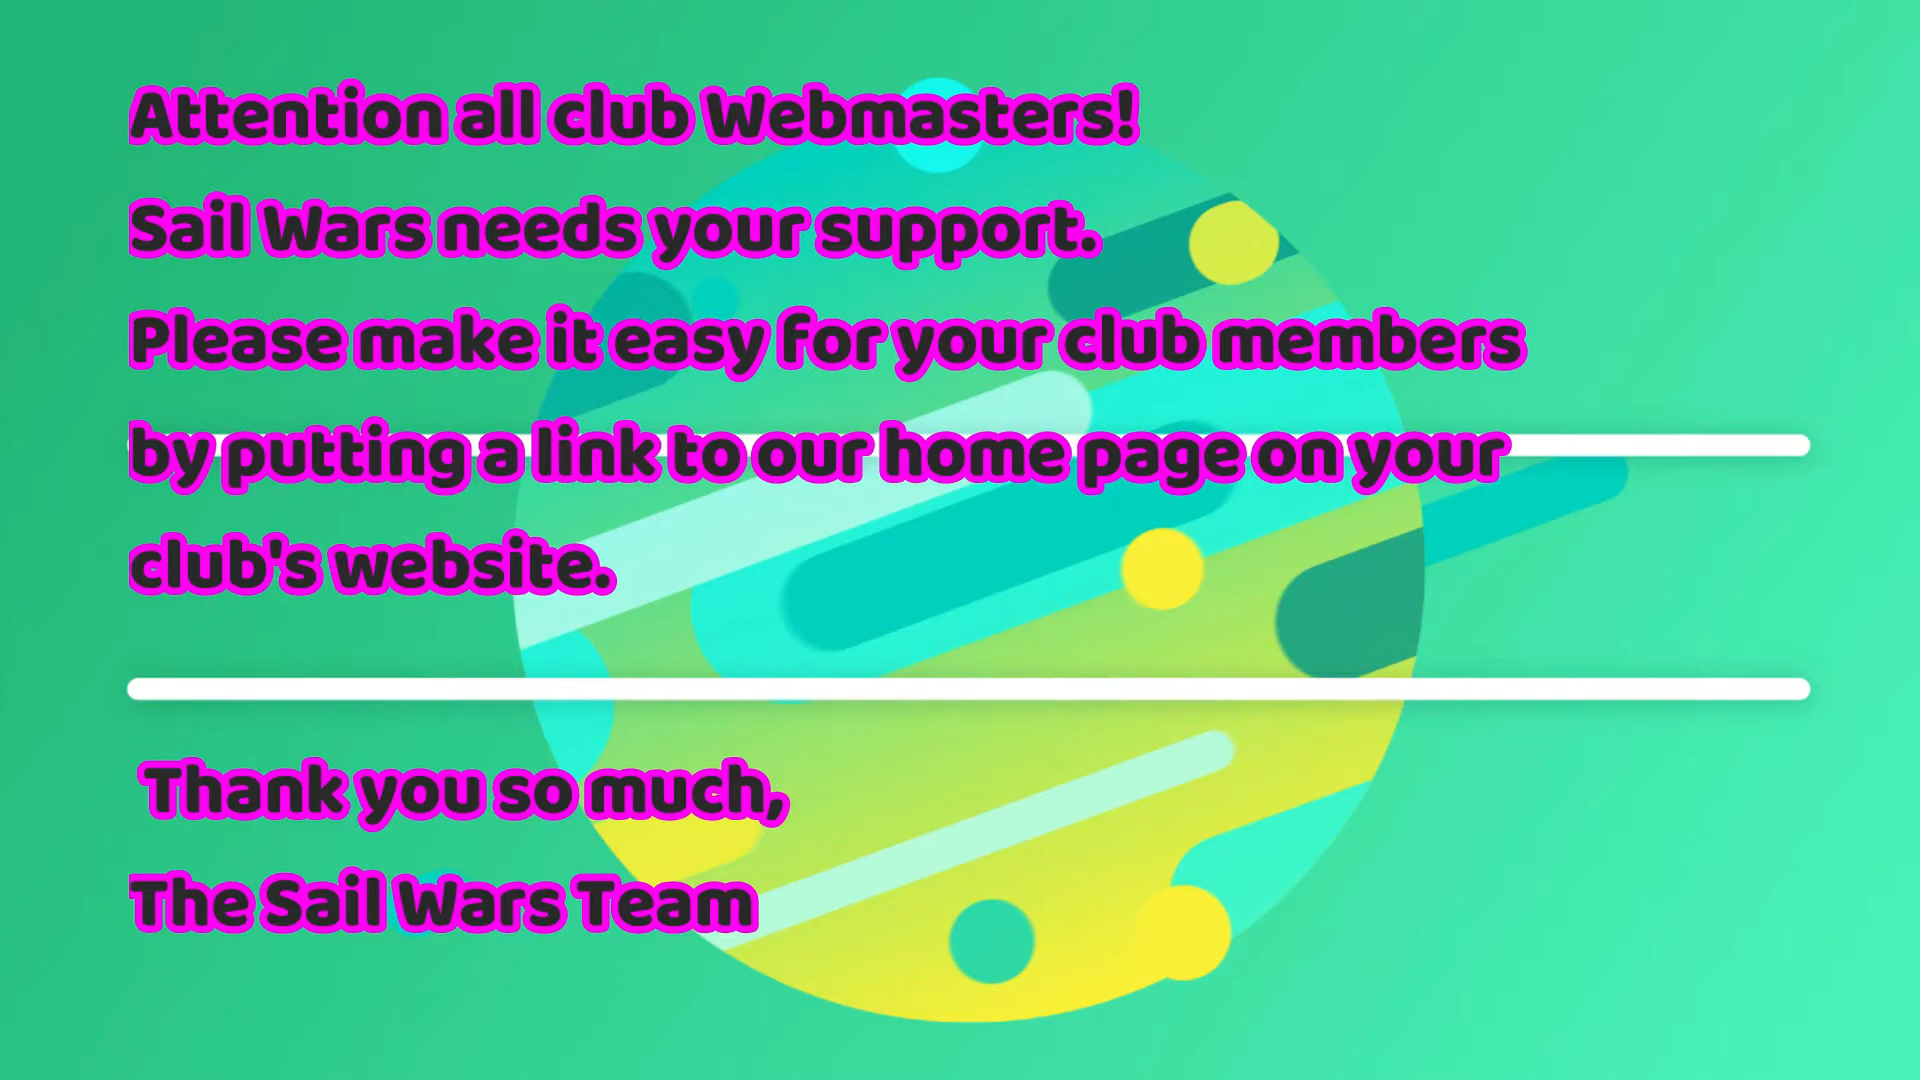 Attention all club Webmasters!
Sail Wars needs your support.
Please make it easy for your club members
by putting a link to our home page on your
club's website.
Thank you so much,
The Sail Wars Team